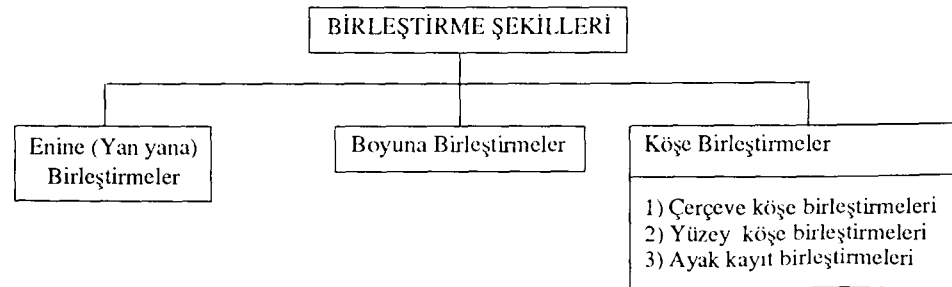 BİRLEŞTİRME ŞEKİLLERİ
Enine (Yan yana)
Birleştirmeler
Boyuna Birleştirmeler
Köşe Birleştirmeler
1) Çerçeve köşe birleştirmeleri
2) Yüzey köşe birleştirmeleri
3) Ayak kayıt birleştirmeleri